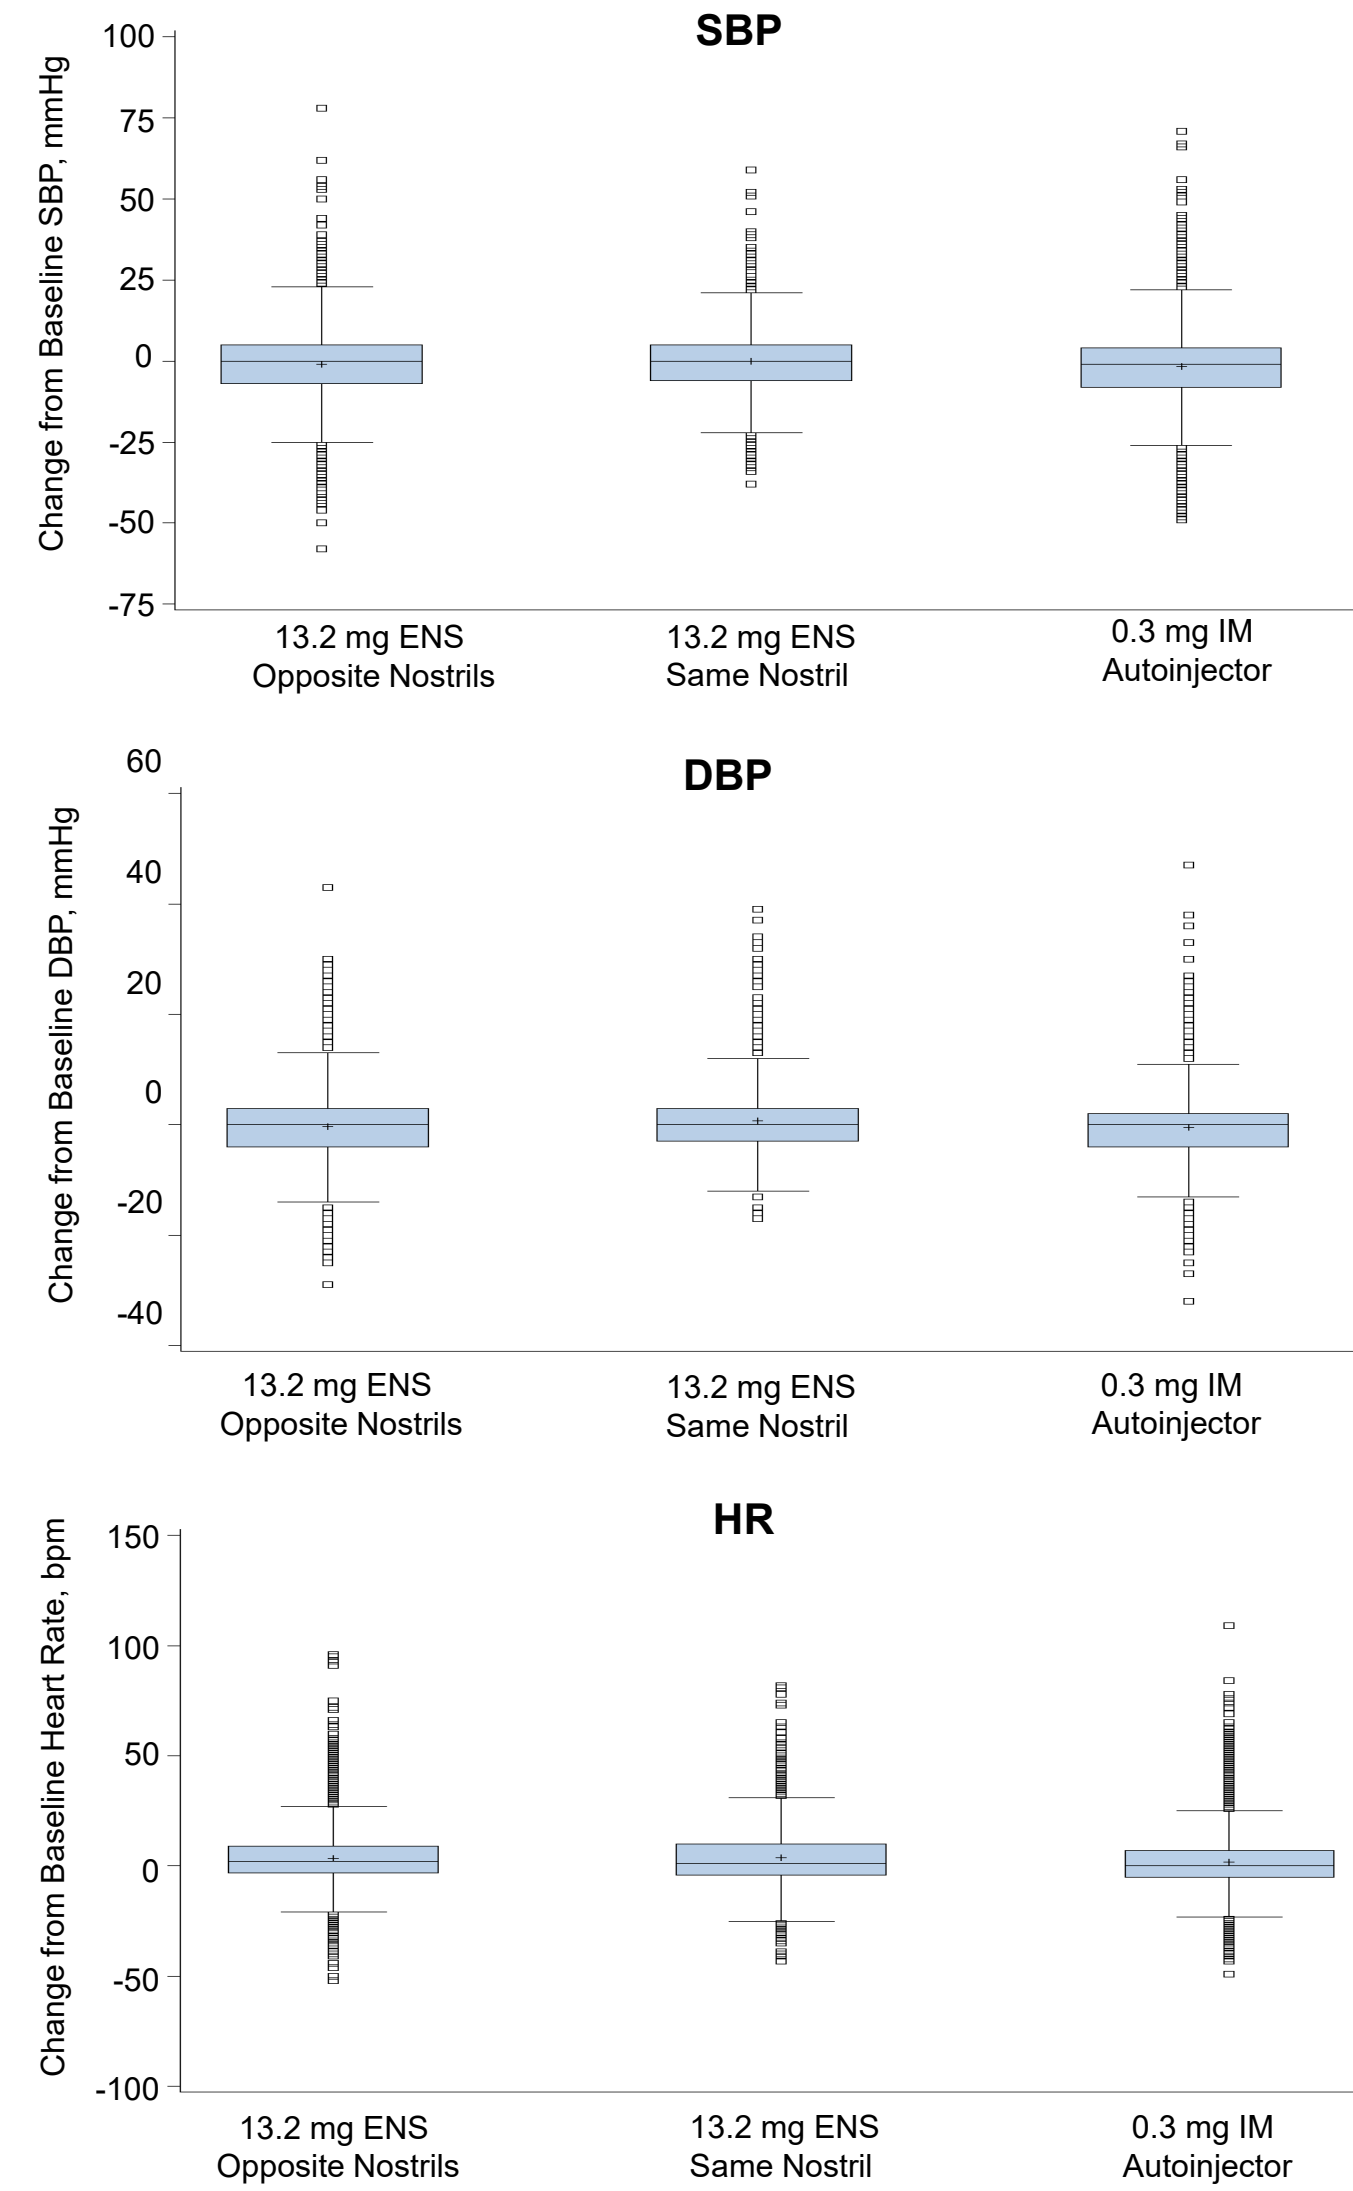 SBP
Change from Baseline SBP, mmHg
100
75
50
25
0
-25
-50
-75
13.2 mg ENS
Opposite Nostrils
13.2 mg ENS
Same Nostril
0.3 mg IM
Autoinjector
DBP
Change from Baseline DBP, mmHg
60
40
20
0
-20
-40
13.2 mg ENS
Opposite Nostrils
13.2 mg ENS
Same Nostril
0.3 mg IM
Autoinjector
HR
Change from Baseline Heart Rate, bpm
150
100
50
0
-50
-100
13.2 mg ENS
Opposite Nostrils
13.2 mg ENS
Same Nostril
0.3 mg IM
Autoinjector